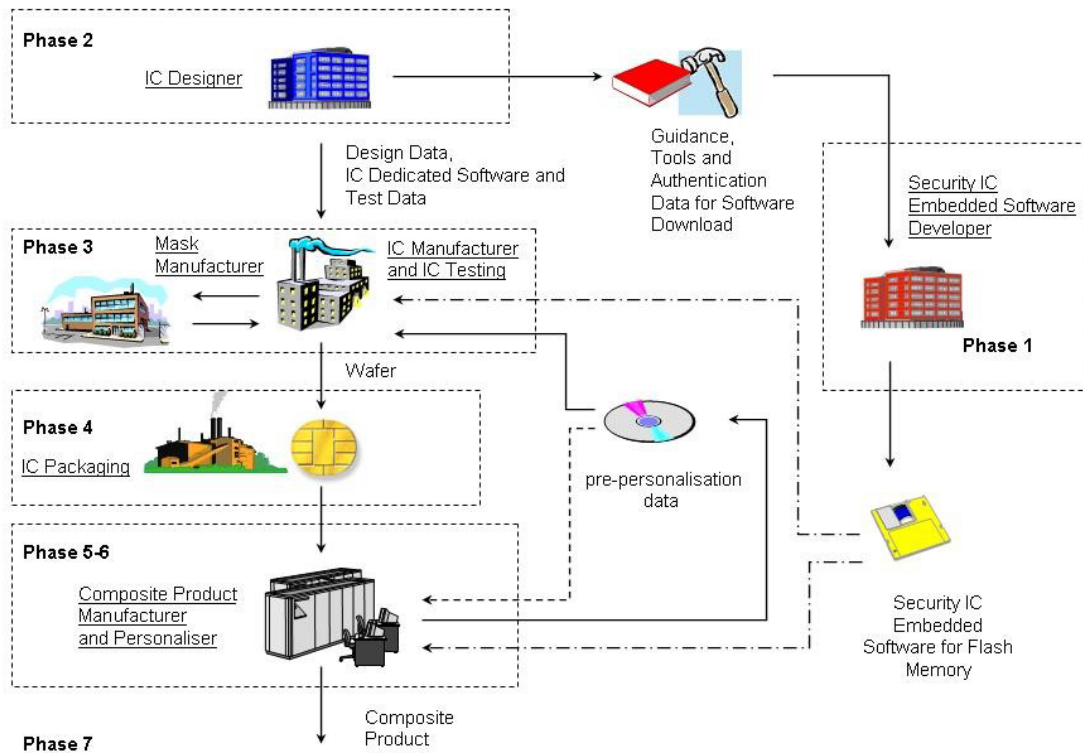 Phase 2
IC Designer
Guidance,
Tools and
Authentication
Data for Software
Download
Design Data,
IC Dedicated Software and
Test Data
Security IC
Embedded Software
Developer
Phase 1
Phase 3
Mask
Manufacturer
IC Manufacturer
and IC Testing
Wafer
Phase 4
IC Packaging
pre-personalisation
data
Phase 5-6
Composite Product
Manufacturer
and Personaliser
Security IC
Embedded
Software for Flash
Memory
Composite
Product
Phase 7